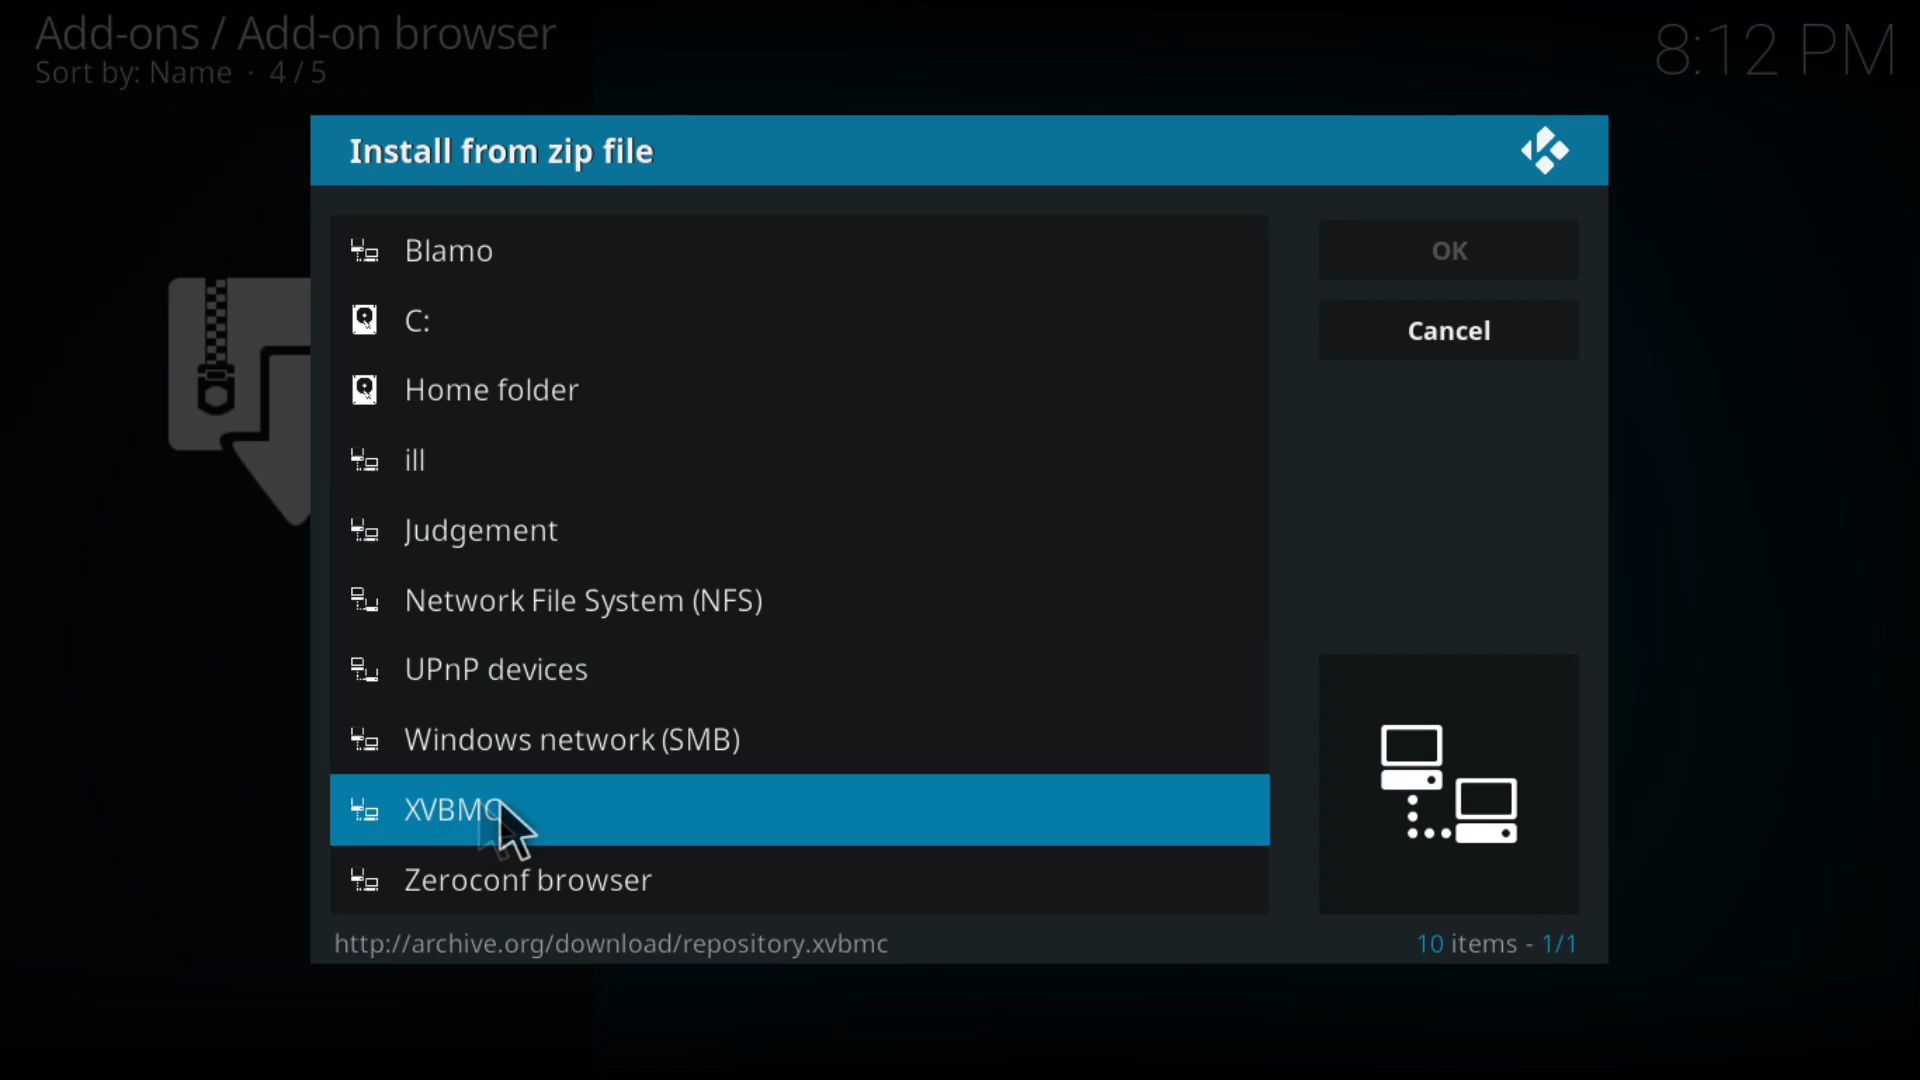 Add-ons / Add-on browser
Sort by: Name · 4 / 5
8:12 PM
Install from zip file
Blamo
C:
Home folder
ill
Judgement
Network File System (NFS)
UPnP devices
Windows network (SMB)
XVBMC
Zeroconf browser
OK
Cancel
http://archive.org/download/repository.xvbmc
10 items - 1/1